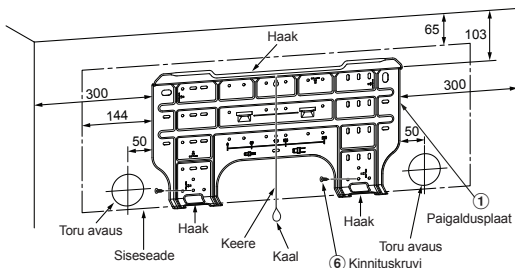 65
103
Haak
300
300
144
50
50
① Paigaldusplaat
Toru avaus
Siseseade
Haak
Keere
Kaal
⑥ Kinnituskruvi
Haak
Toru avaus